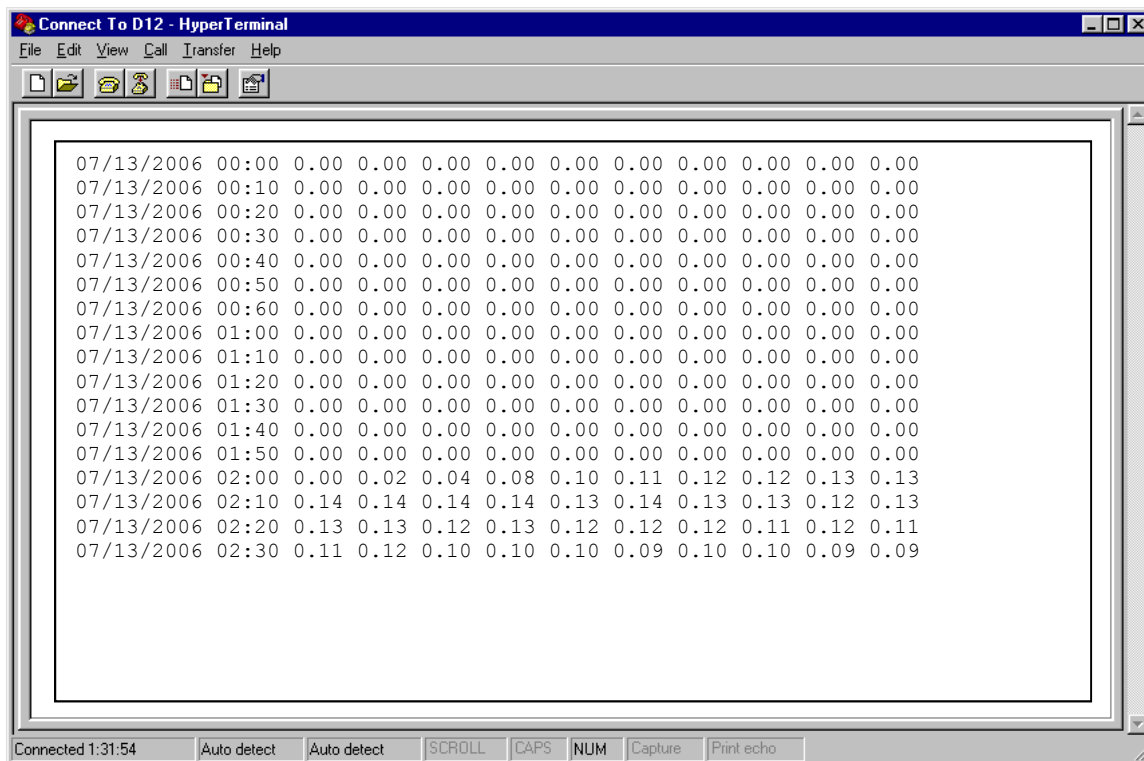 Connect To D12 - HyperTerminal
File Edit View Call Transfer Help
07/13/2006 00:00 0.00 0.00 0.00 0.00 0.00 0.00 0.00 0.00 0.00 0.00
07/13/2006 00:10 0.00 0.00 0.00 0.00 0.00 0.00 0.00 0.00 0.00 0.00
07/13/2006 00:20 0.00 0.00 0.00 0.00 0.00 0.00 0.00 0.00 0.00 0.00
07/13/2006 00:30 0.00 0.00 0.00 0.00 0.00 0.00 0.00 0.00 0.00 0.00
07/13/2006 00:40 0.00 0.00 0.00 0.00 0.00 0.00 0.00 0.00 0.00 0.00
07/13/2006 00:50 0.00 0.00 0.00 0.00 0.00 0.00 0.00 0.00 0.00 0.00
07/13/2006 00:60 0.00 0.00 0.00 0.00 0.00 0.00 0.00 0.00 0.00 0.00
07/13/2006 01:00 0.00 0.00 0.00 0.00 0.00 0.00 0.00 0.00 0.00 0.00
07/13/2006 01:10 0.00 0.00 0.00 0.00 0.00 0.00 0.00 0.00 0.00 0.00
07/13/2006 01:20 0.00 0.00 0.00 0.00 0.00 0.00 0.00 0.00 0.00 0.00
07/13/2006 01:30 0.00 0.00 0.00 0.00 0.00 0.00 0.00 0.00 0.00 0.00
07/13/2006 01:40 0.00 0.00 0.00 0.00 0.00 0.00 0.00 0.00 0.00 0.00
07/13/2006 01:50 0.00 0.00 0.00 0.00 0.00 0.00 0.00 0.00 0.00 0.00
07/13/2006 02:00 0.00 0.02 0.04 0.08 0.10 0.11 0.12 0.12 0.13 0.13
07/13/2006 02:10 0.14 0.14 0.14 0.14 0.13 0.14 0.13 0.13 0.12 0.13
07/13/2006 02:20 0.13 0.13 0.12 0.13 0.12 0.12 0.12 0.11 0.12 0.11
07/13/2006 02:30 0.11 0.12 0.10 0.10 0.10 0.09 0.10 0.10 0.09 0.09
Connected 1:31:54 Auto detect Auto detect SCROLL CAPS NUM Capture Print echo